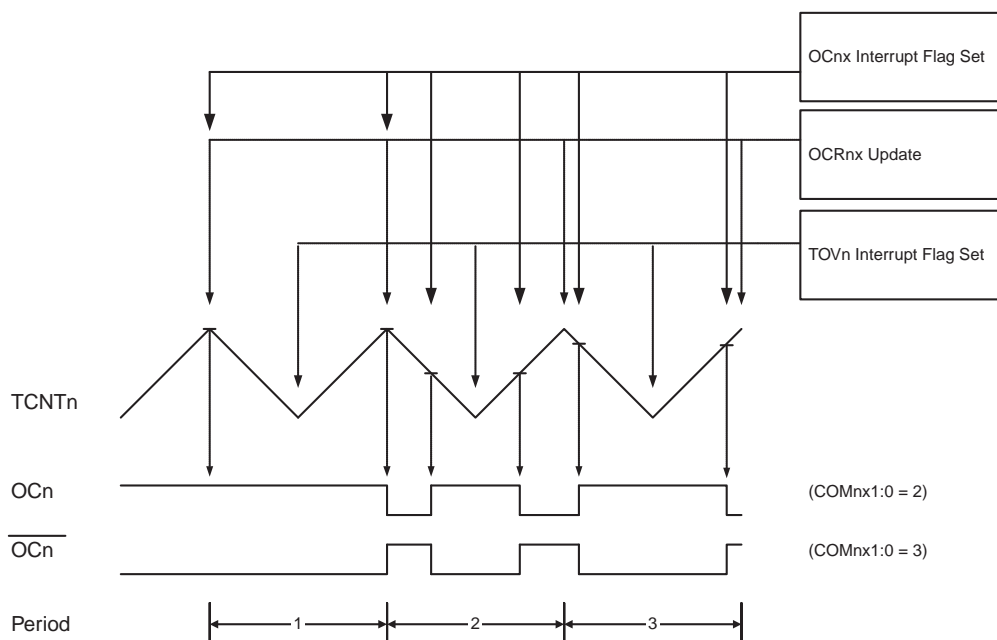 OCnx Interrupt Flag Set
OCRnx Update
TOVn Interrupt Flag Set
TCNTn
OCn
(COMnx1:0 = 2)
OCn
(COMnx1:0 = 3)
Period
1
2
3